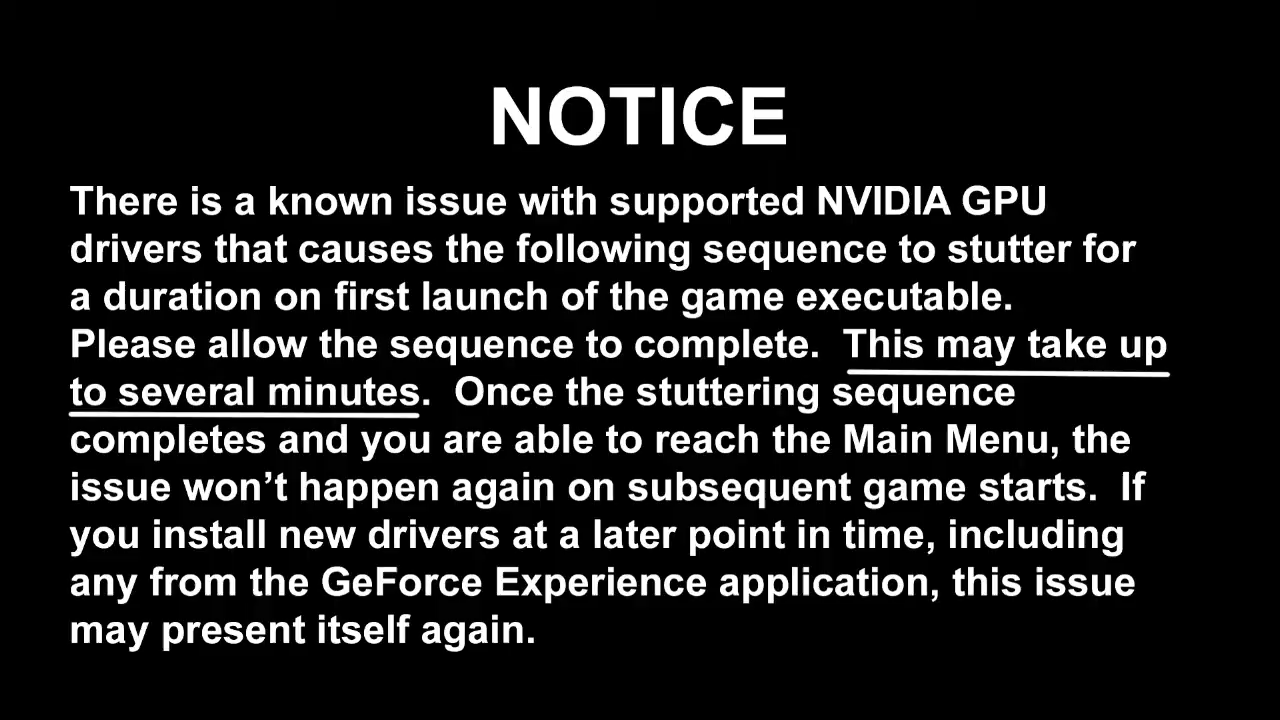 NOTICE
There is a known issue with supported NVIDIA GPU
drivers that causes the following sequence to stutter for
a duration on first launch of the game executable.
Please allow the sequence to complete.  This may take up
to several minutes.  Once the stuttering sequence
completes and you are able to reach the Main Menu, the
issue won’t happen again on subsequent game starts.  If
you install new drivers at a later point in time, including
any from the GeForce Experience application, this issue
may present itself again.